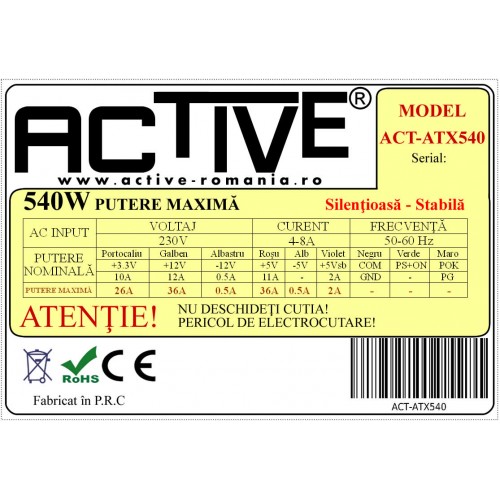 ACTIVE®
www.active-romania.ro
MODEL
ACT-ATX540
Serial:
540W PUTERE MAXIMĂ
Silenţioasă - Stabilă
AC INPUT VOLTAJ CURENT FRECVENŢĂ
230V 4-8A 50-60 Hz
PUTERE NOMINALĂ Portocaliu Galben Albastru Roşu Alb Violet Negru Verde Maro
+3.3V +12V -12V +5V -5V +5Vsb COM PS+ON POK
10A 12A 0.5A 11A - 2A GND - PG
PUTERE MAXIMĂ 26A 36A 0.5A 36A 0.5A 2A
ATENŢIE!
NU DESCHIDEŢI CUTIA!
PERICOL DE ELECTROCUTARE!
RoHS
CE
Fabricat în P.R.C
ACT-ATX540